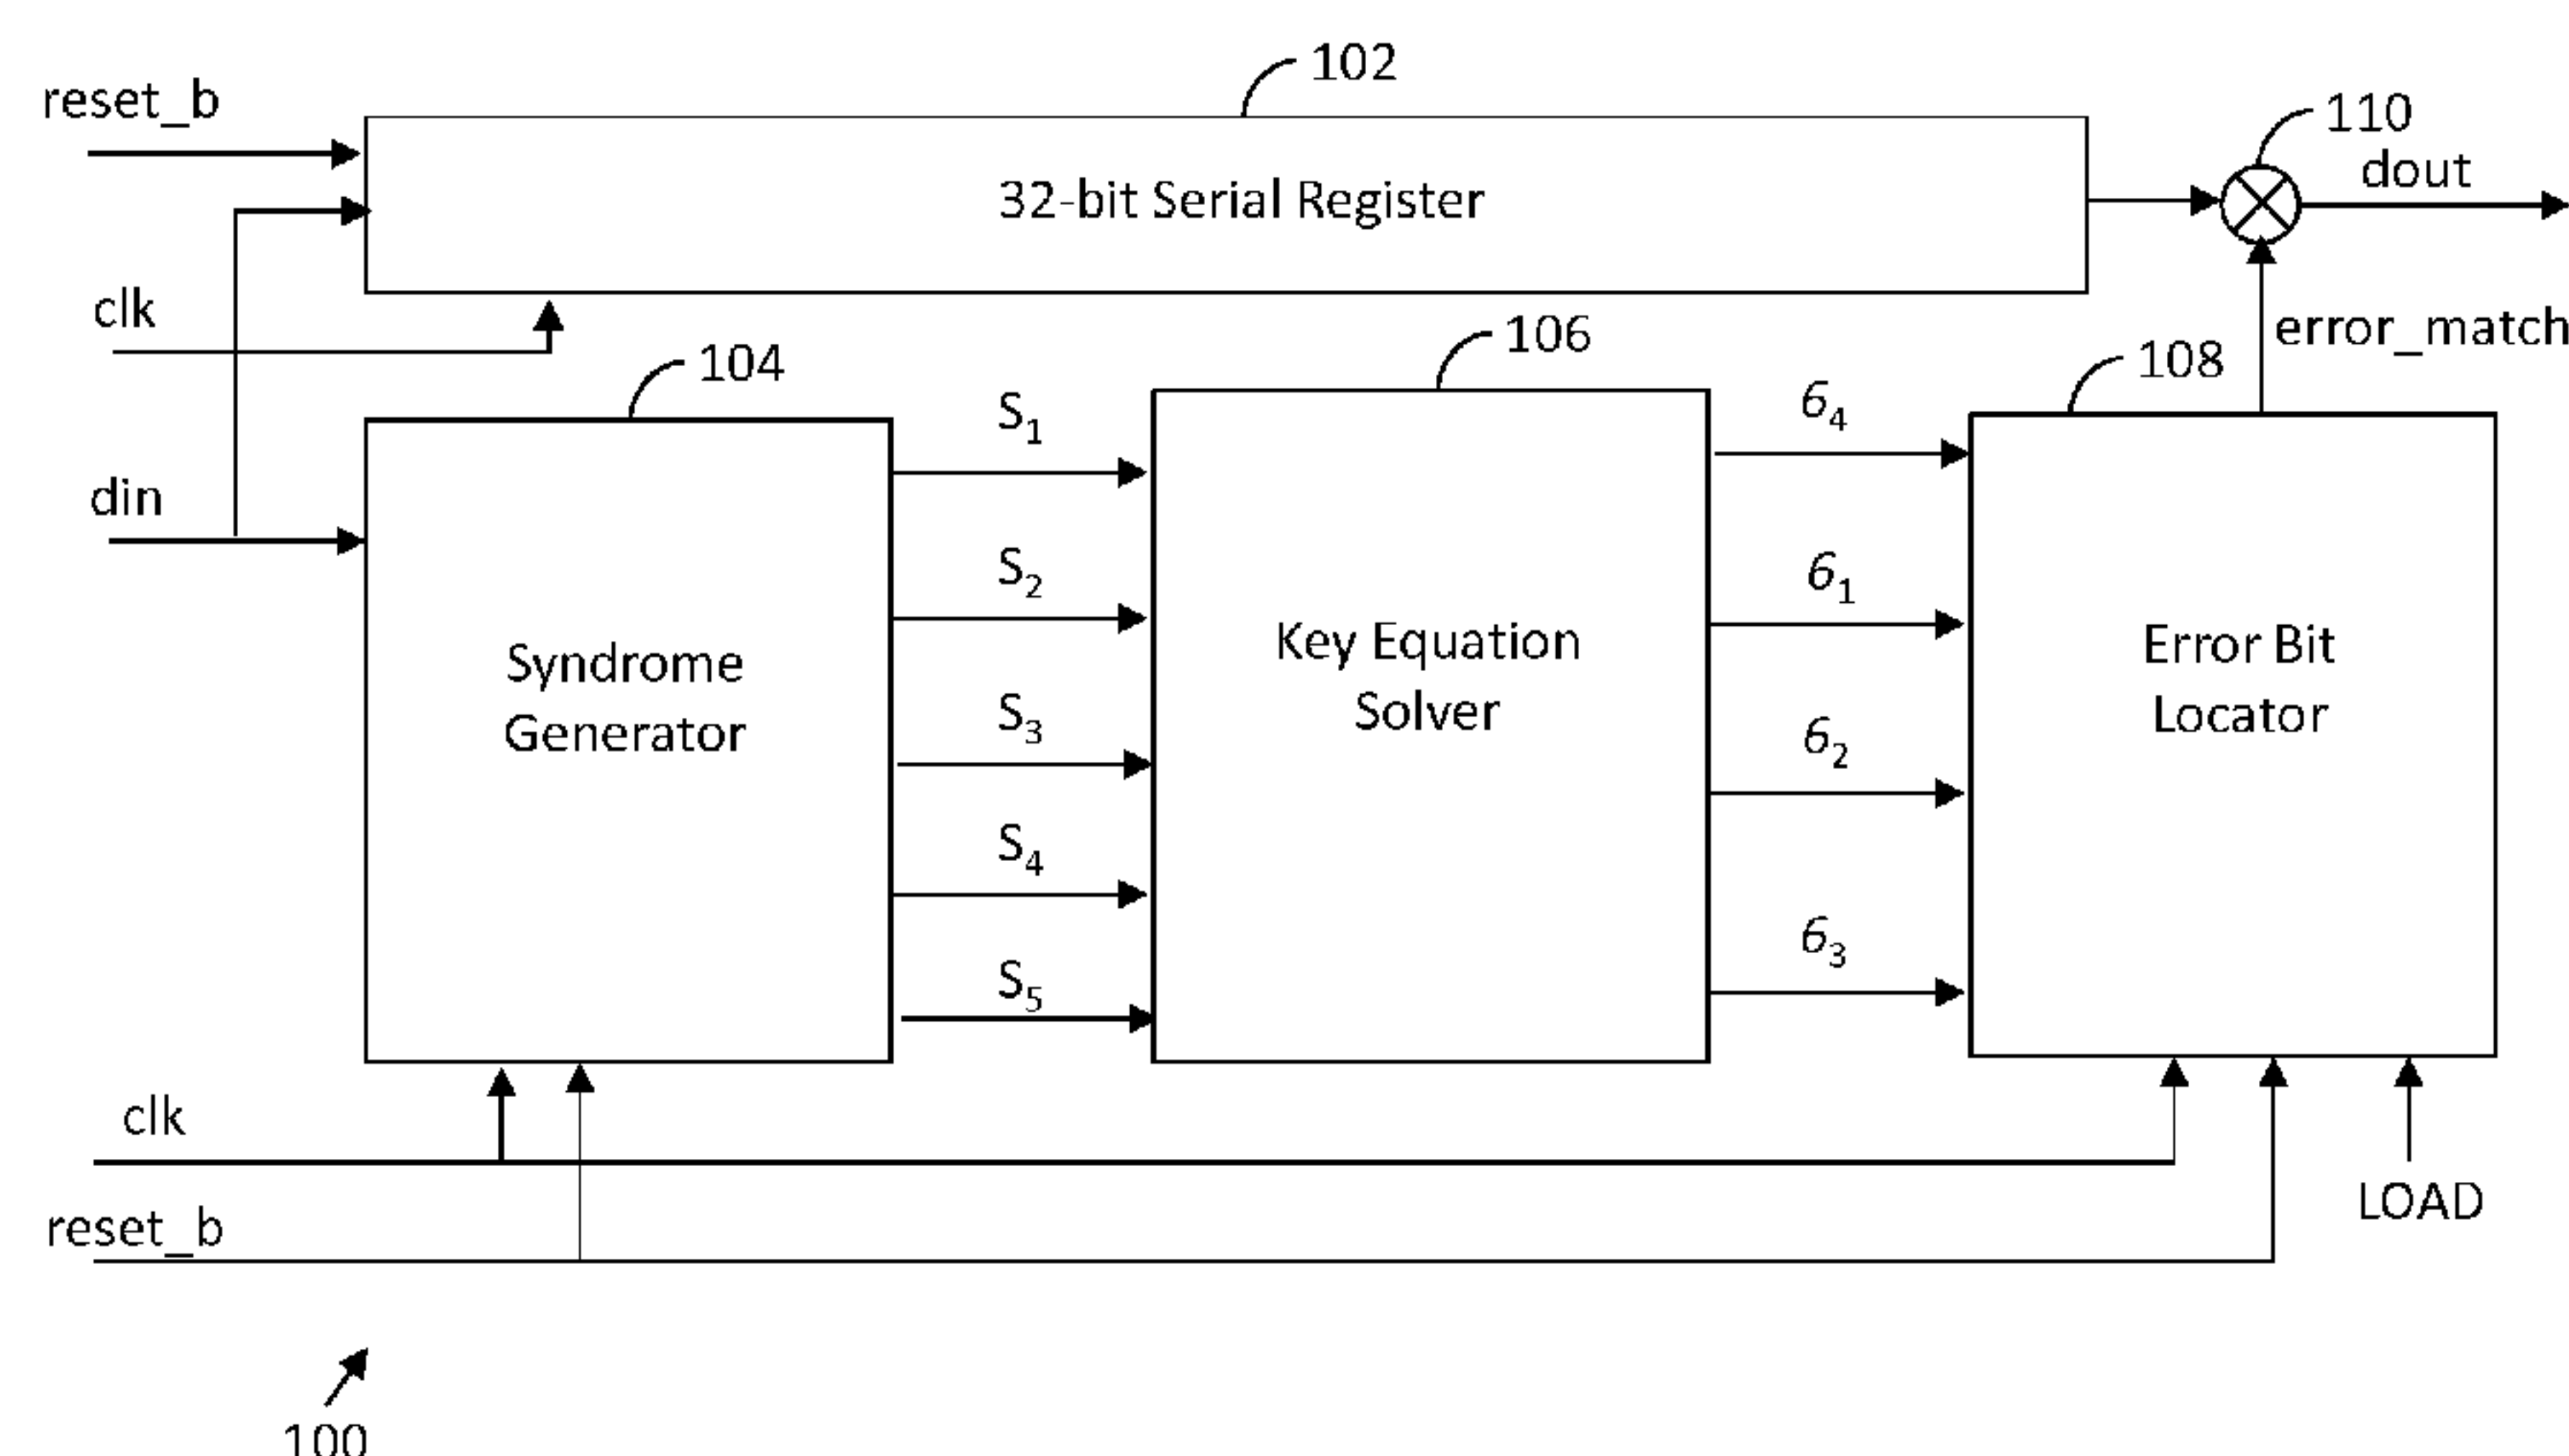 102
reset_b
110
dout
32-bit Serial Register
clk
error_match
104
106
108
S1
64
din
S2
61
Syndrome
Generator
Key Equation
Solver
Error Bit
Locator
S3
62
S4
63
S5
clk
LOAD
reset_b
100